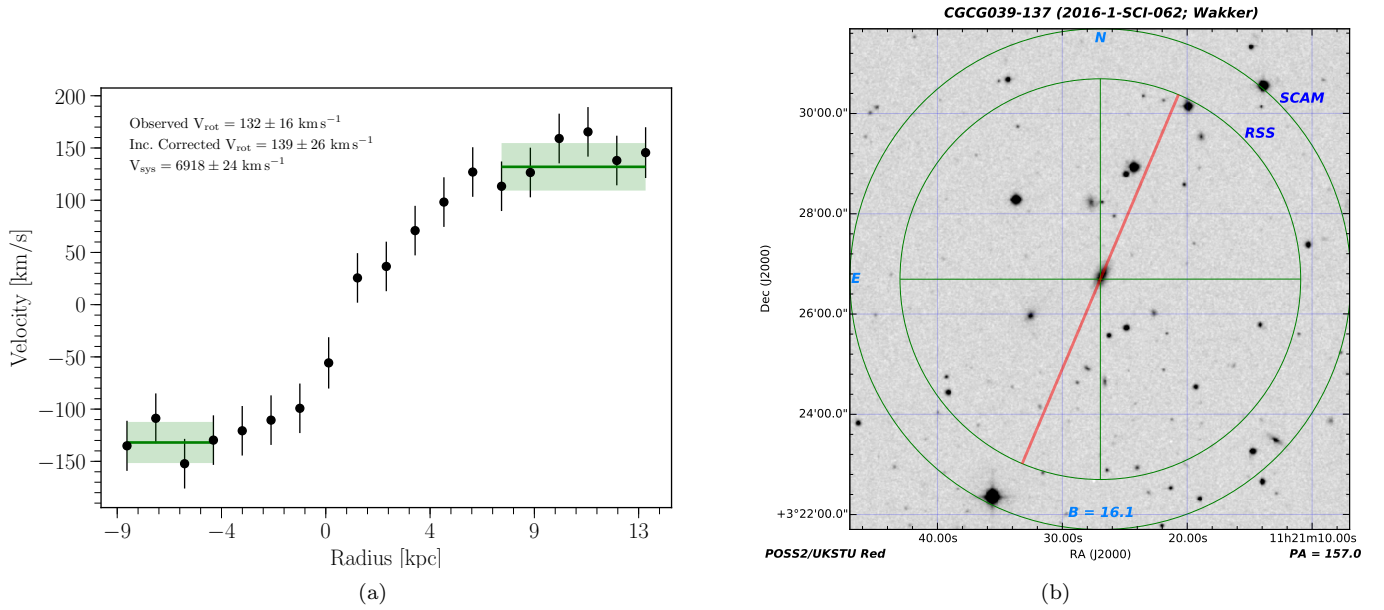 CGCG039-137 (2016-1-SCI-062; Wakker)
Observed V_rot = 132 ± 16 km s⁻¹
Inc. Corrected V_rot = 139 ± 26 km s⁻¹
V_sys = 6918 ± 24 km s⁻¹
200
150
100
50
0
−50
−100
−150
Velocity [km/s]
−9 −4 0 4 9 13
Radius [kpc]
(a)
N
SCAM
RSS
E
B = 16.1
30'00.0"
28'00.0"
26'00.0"
24'00.0"
+3°22'00.0"
Dec (J2000)
40.00s 30.00s 20.00s 11h21m10.00s
POSS2/UKSTU Red RA (J2000) PA = 157.0
(b)